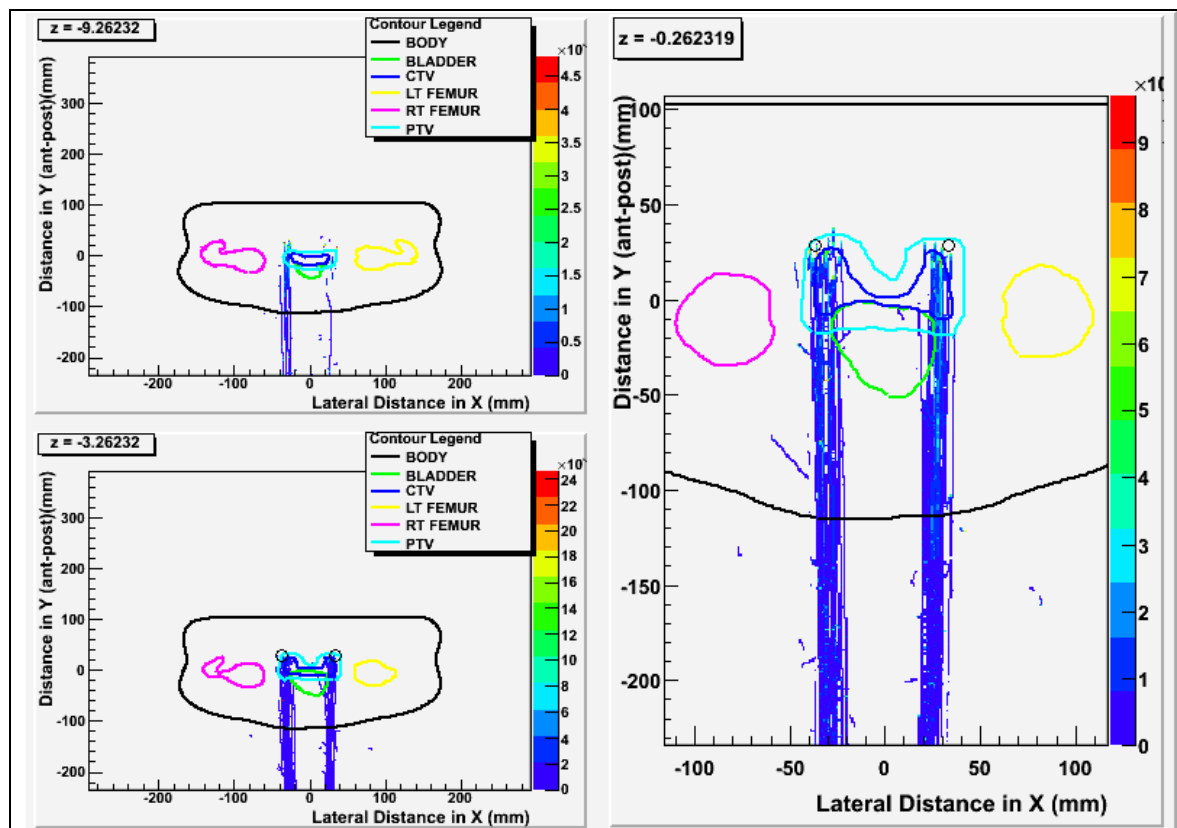 z = -9.26232
Contour Legend
BODY
BLADDER
CTV
LT FEMUR
RT FEMUR
PTV
Distance in Y (ant-post)(mm)
300
200
100
0
-100
-200
-200 -100 0 100 200
Lateral Distance in X (mm)
4.5
4
3.5
3
2.5
2
1.5
1
0.5
0
z = -3.26232
Contour Legend
BODY
BLADDER
CTV
LT FEMUR
RT FEMUR
PTV
Distance in Y (ant-post)(mm)
300
200
100
0
-100
-200
-200 -100 0 100 200
Lateral Distance in X (mm)
24
22
20
18
16
14
12
10
8
6
4
2
0
z = -0.262319
Distance in Y (ant-post)(mm)
100
50
0
-50
-100
-150
-200
-100 -50 0 50 100
Lateral Distance in X (mm)
×10
9
8
7
6
5
4
3
2
1
0